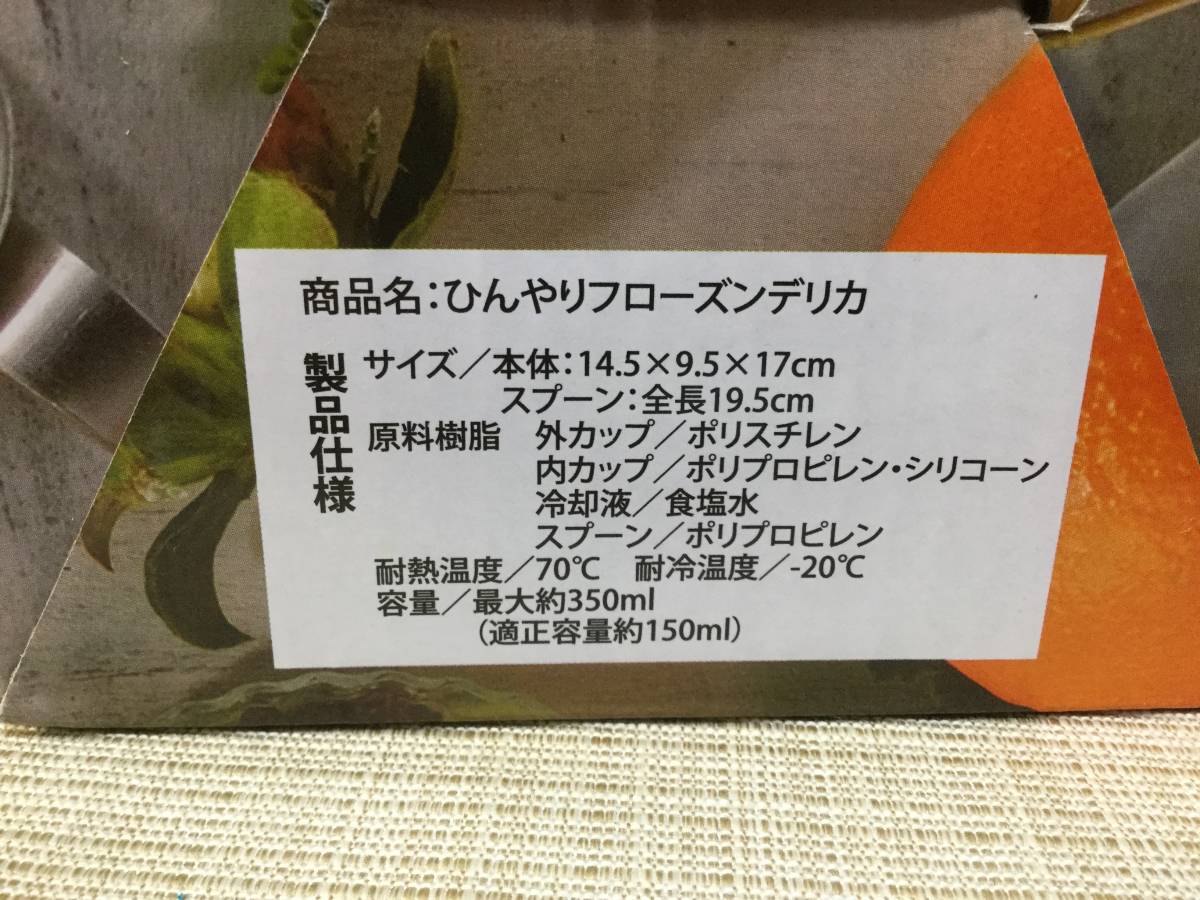 商品名：ひんやりフローズンデリカ
製品仕様
サイズ／本体：14.5×9.5×17cm
スプーン：全長19.5cm
原料樹脂　外カップ／ポリスチレン
内カップ／ポリプロピレン・シリコーン
冷却液／食塩水
スプーン／ポリプロピレン
耐熱温度／70℃　耐冷温度／-20℃
容量／最大約350ml
（適正容量約150ml）